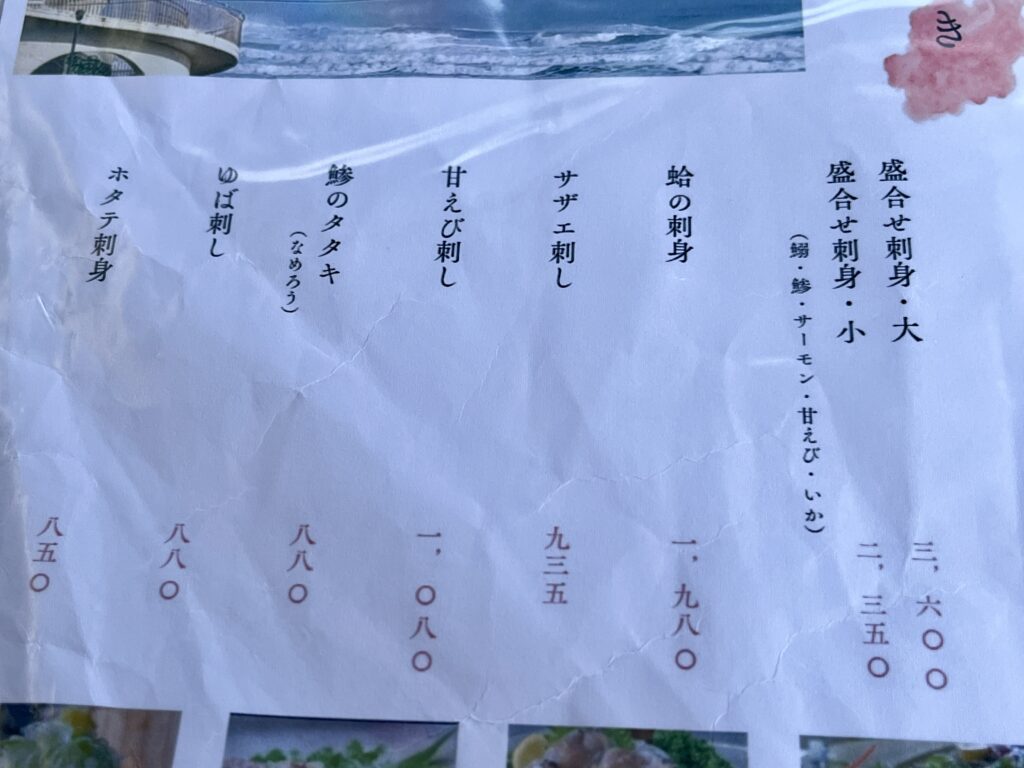 き
盛合せ刺身・大
三，六〇〇
盛合せ刺身・小
二，三五〇
（鰯・鯵・サーモン・甘えび・いか）
蛤の刺身
一，九八〇
サザエ刺し
九三五
甘えび刺し
一，〇八〇
鯵のタタキ
（なめろう）
八八〇
ゆば刺し
八八〇
ホタテ刺身
八五〇